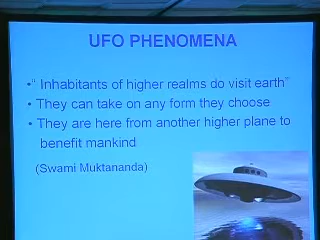 UFO PHENOMENA
•“ Inhabitants of higher realms do visit earth”
• They can take on any form they choose
• They are here from another higher plane to
benefit mankind
(Swami Muktananda)